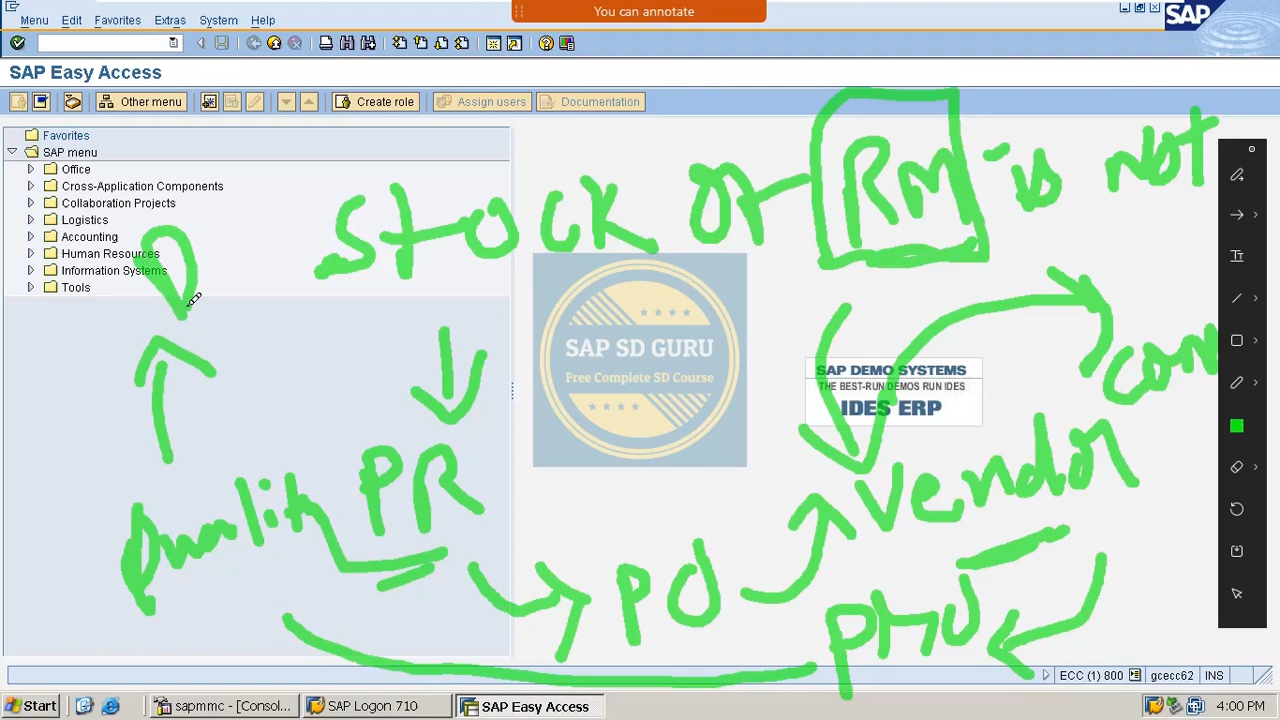 You can annotate
Menu Edit Favorites Extras System Help
SAP
SAP Easy Access
Other menu Create role Assign users Documentation
Favorites
SAP menu
Office
Cross-Application Components
Collaboration Projects
Logistics
Accounting
Human Resources
Information Systems
Tools
stock or RM is not
D
SAP SD GURU
Free Complete SD Course
SAP DEMO SYSTEMS
THE BEST-RUN DEMOS RUN IDES
IDES ERP
com
PR
vendor
Quality
PO
Tt
ECC (1) 800 gcecc62 INS
Start sapmmc - [Consol... SAP Logon 710 SAP Easy Access 4:00 PM